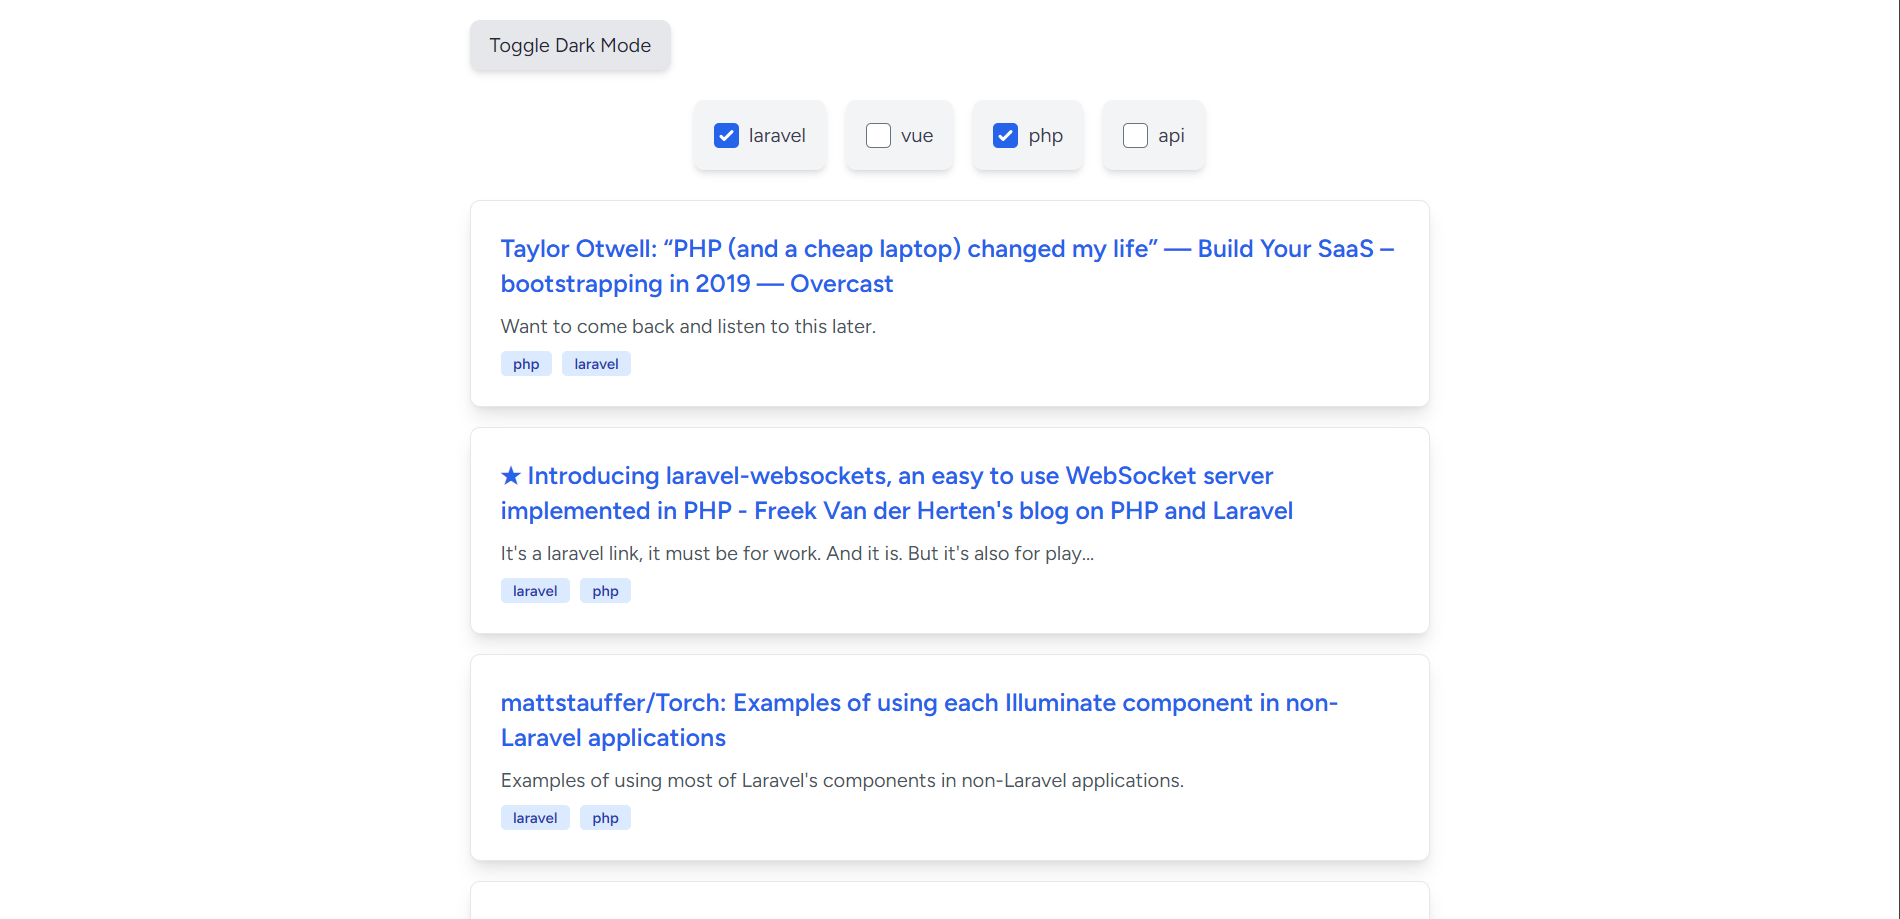 Toggle Dark Mode
laravel vue php api
Taylor Otwell: “PHP (and a cheap laptop) changed my life” — Build Your SaaS –
bootstrapping in 2019 — Overcast
Want to come back and listen to this later.
php laravel
★ Introducing laravel-websockets, an easy to use WebSocket server
implemented in PHP - Freek Van der Herten's blog on PHP and Laravel
It's a laravel link, it must be for work. And it is. But it's also for play...
laravel php
mattstauffer/Torch: Examples of using each Illuminate component in non-
Laravel applications
Examples of using most of Laravel's components in non-Laravel applications.
laravel php